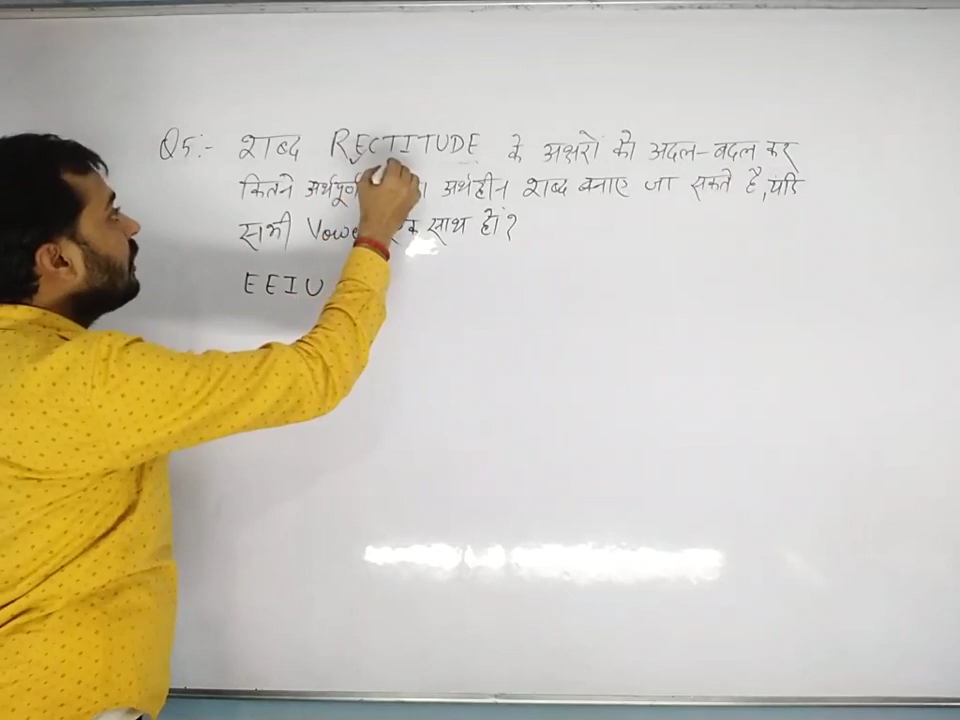 Q5:- शब्द RECTITUDE के अक्षरों को अदल-बदल कर
कितने अर्थपूर्ण अर्थहीन शब्द बनाए जा सकते है, यदि
सभी साथ हों?
EEIU